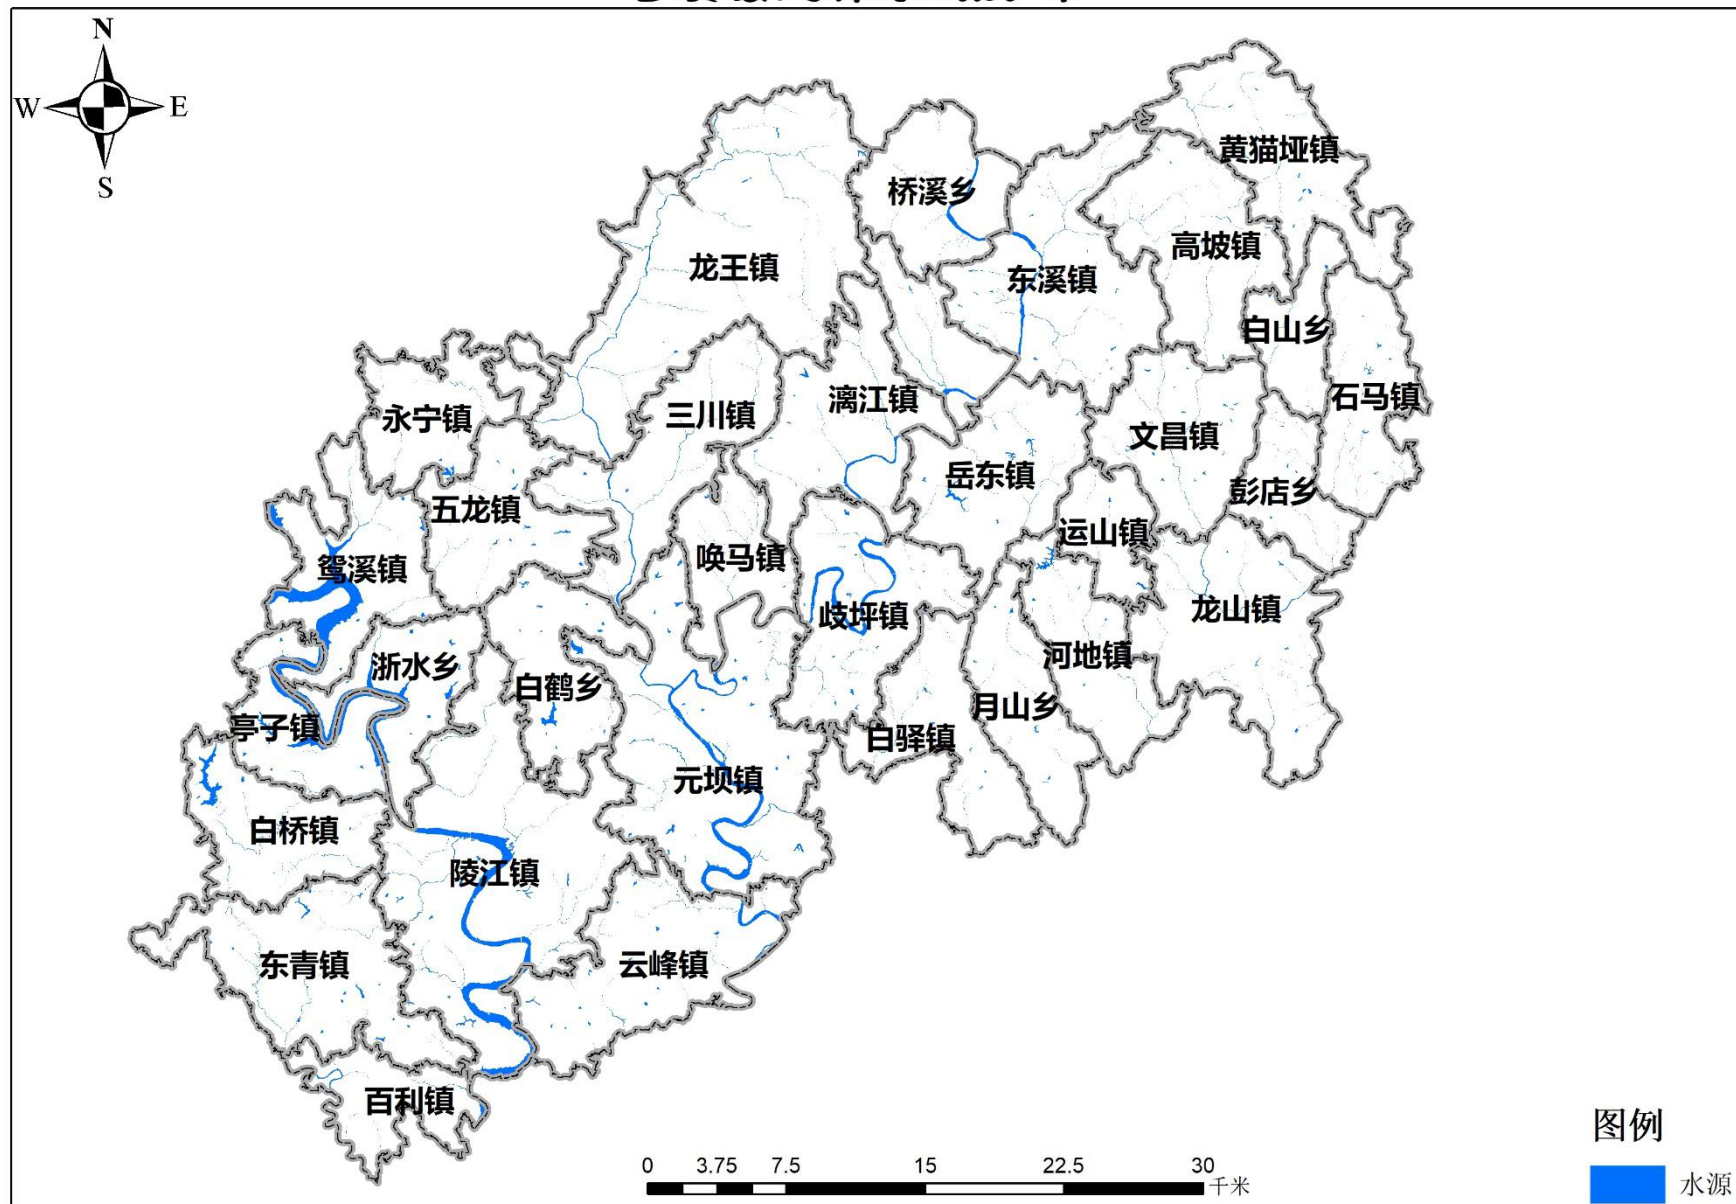 N
W
E
S
黄猫垭镇
桥溪乡
高坡镇
龙王镇
东溪镇
白山乡
石马镇
漓江镇
三川镇
永宁镇
文昌镇
岳东镇
彭店乡
五龙镇
运山镇
唤马镇
鸳溪镇
龙山镇
歧坪镇
河地镇
浙水乡
白鹤乡
月山乡
亭子镇
白驿镇
元坝镇
白桥镇
陵江镇
东青镇
云峰镇
百利镇
图例
水源
0 3.75 7.5 15 22.5 30
千米